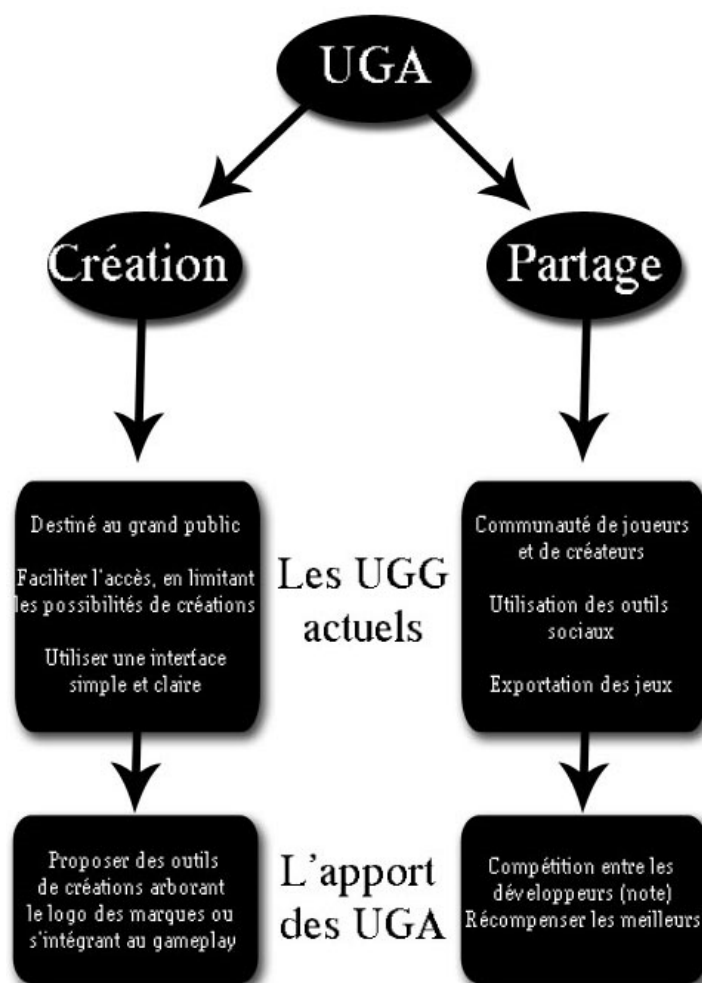 UGA
Création
Partage
Destiné au grand public
Faciliter l'accès, en limitant
les possibilités de créations
Utiliser une interface
simple et claire
Les UGG
actuels
Communauté de joueurs
et de créateurs
Utilisation des outils
sociaux
Exportation des jeux
Proposer des outils
de créations arborant
le logo des marques ou
s'intégrant au gameplay
L'apport
des UGA
Compétition entre les
développeurs (note)
Récompenser les meilleurs